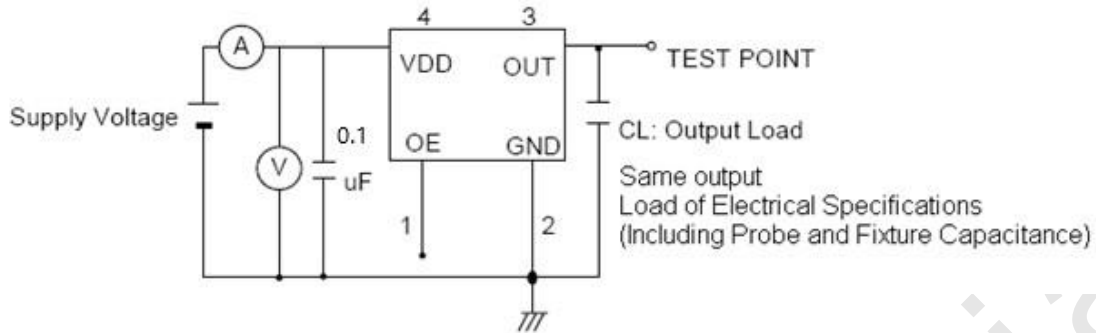 4
3
A
VDD
OUT
TEST POINT
Supply Voltage
0.1
uF
V
OE
GND
CL: Output Load
Same output
Load of Electrical Specifications
(Including Probe and Fixture Capacitance)
1
2